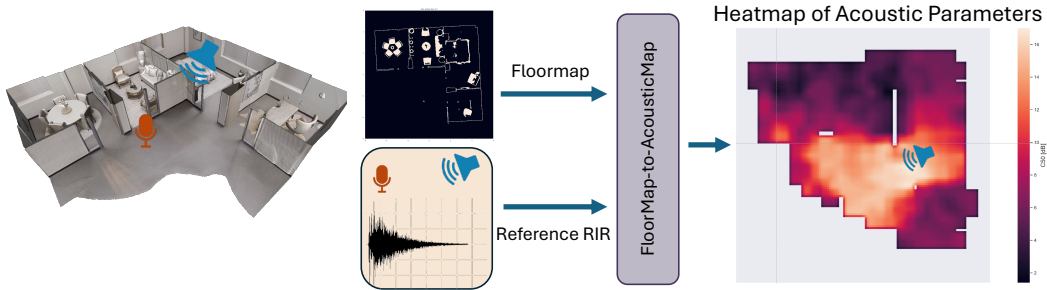 Heatmap of Acoustic Parameters
Floormap
Reference RIR
FloorMap-to-AcousticMap
16
14
12
10
8
6
4
2
C50 [dB]